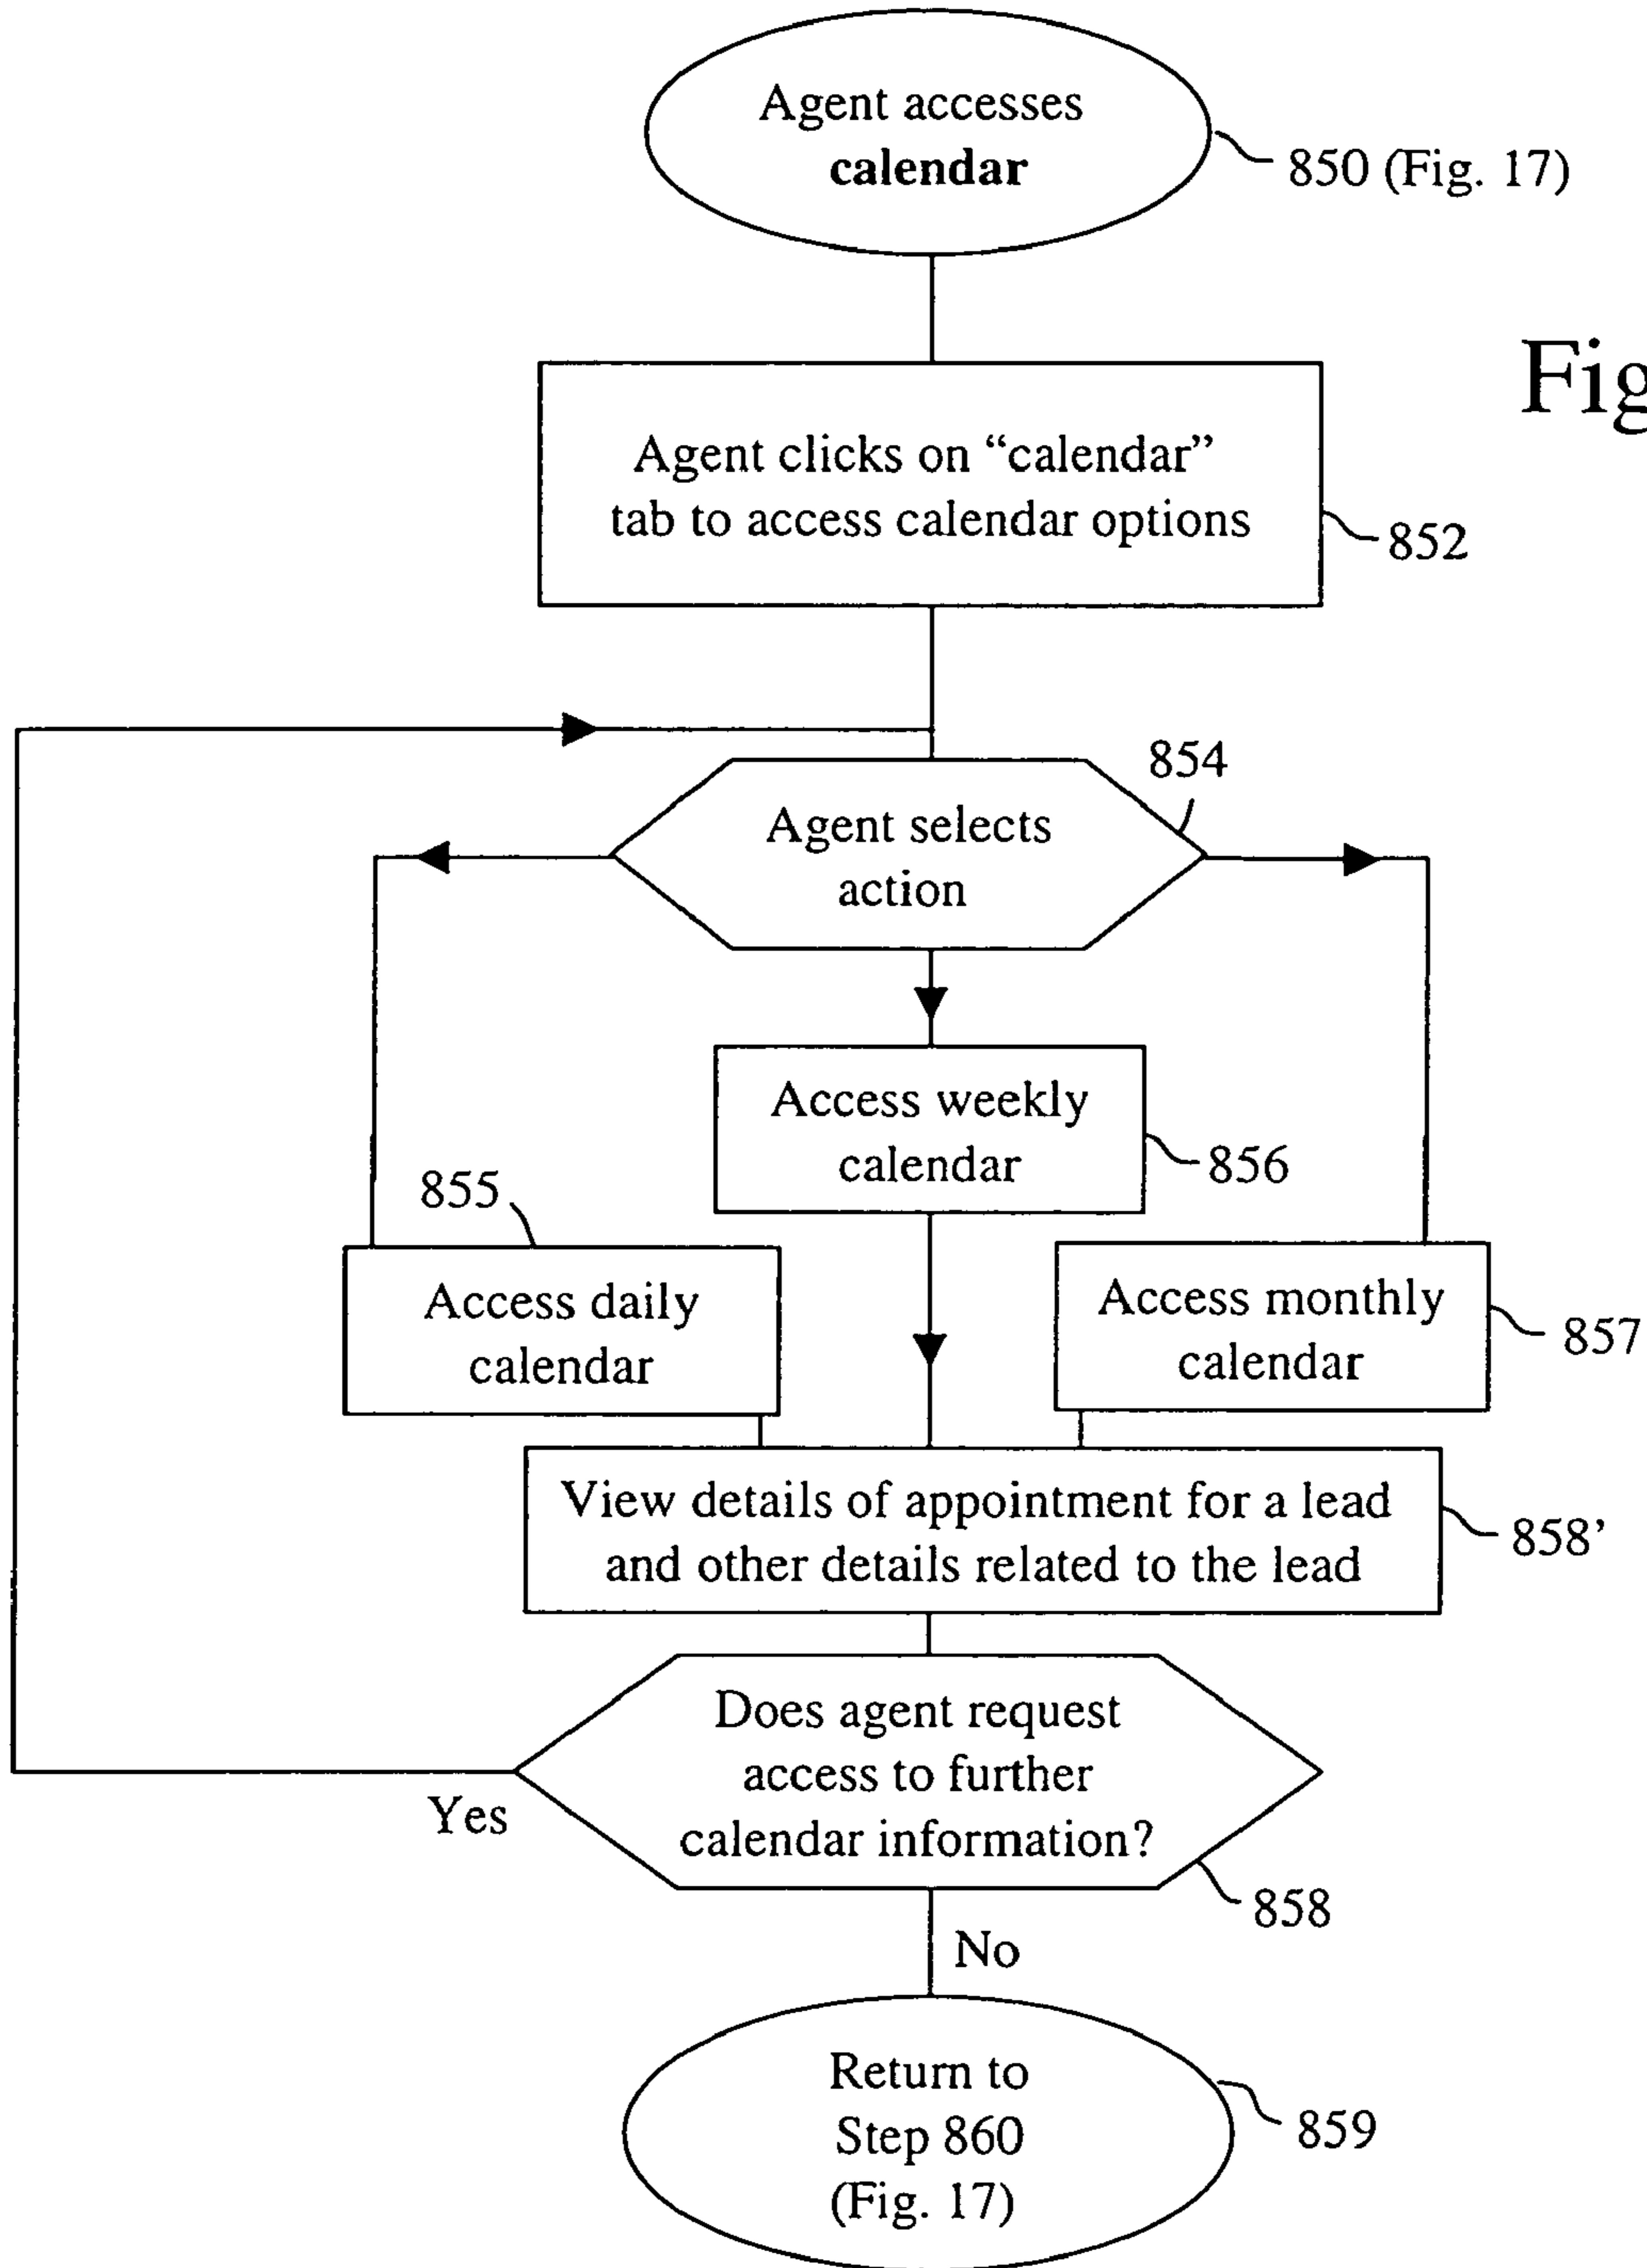 Agent accesses
calendar
850 (Fig. 17)
Fig
Agent clicks on “calendar”
tab to access calendar options
852
854
Agent selects
action
Access weekly
calendar
856
855
Access daily
calendar
Access monthly
calendar
857
View details of appointment for a lead
and other details related to the lead
858’
Does agent request
access to further
calendar information?
Yes
858
No
Return to
Step 860
(Fig. 17)
859